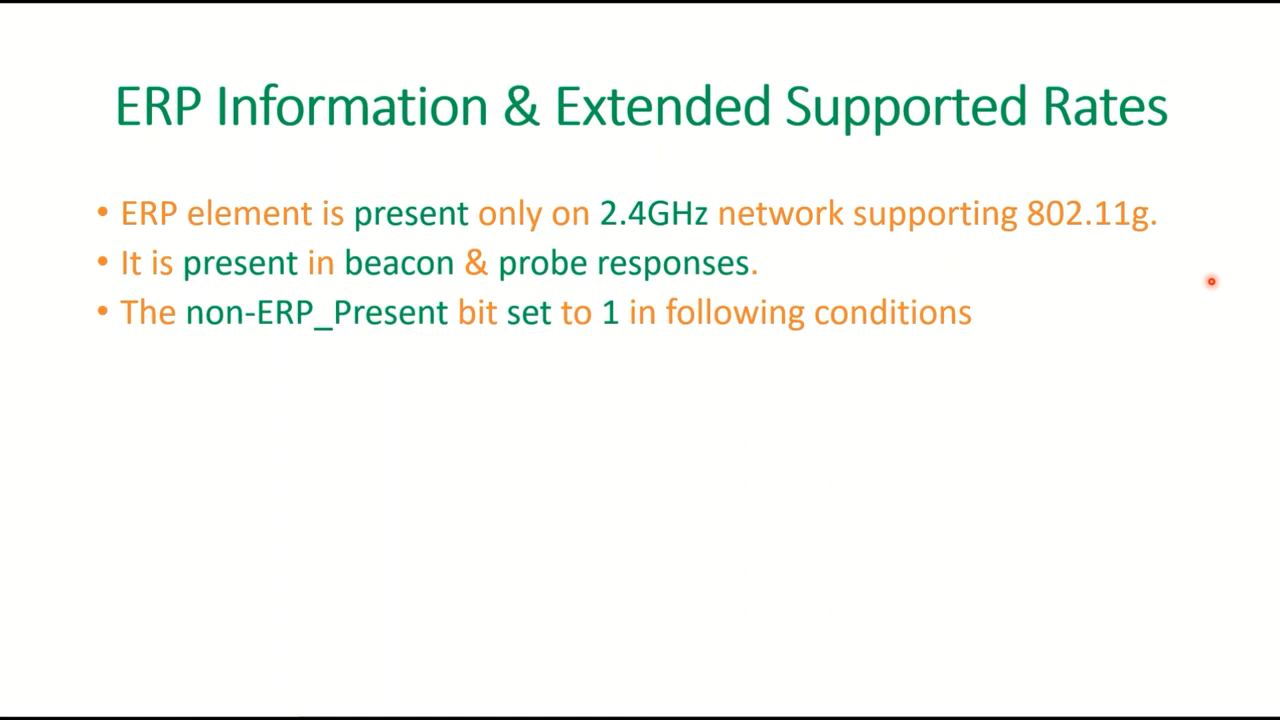 ERP Information & Extended Supported Rates
• ERP element is present only on 2.4GHz network supporting 802.11g.
• It is present in beacon & probe responses.
• The non-ERP_Present bit set to 1 in following conditions